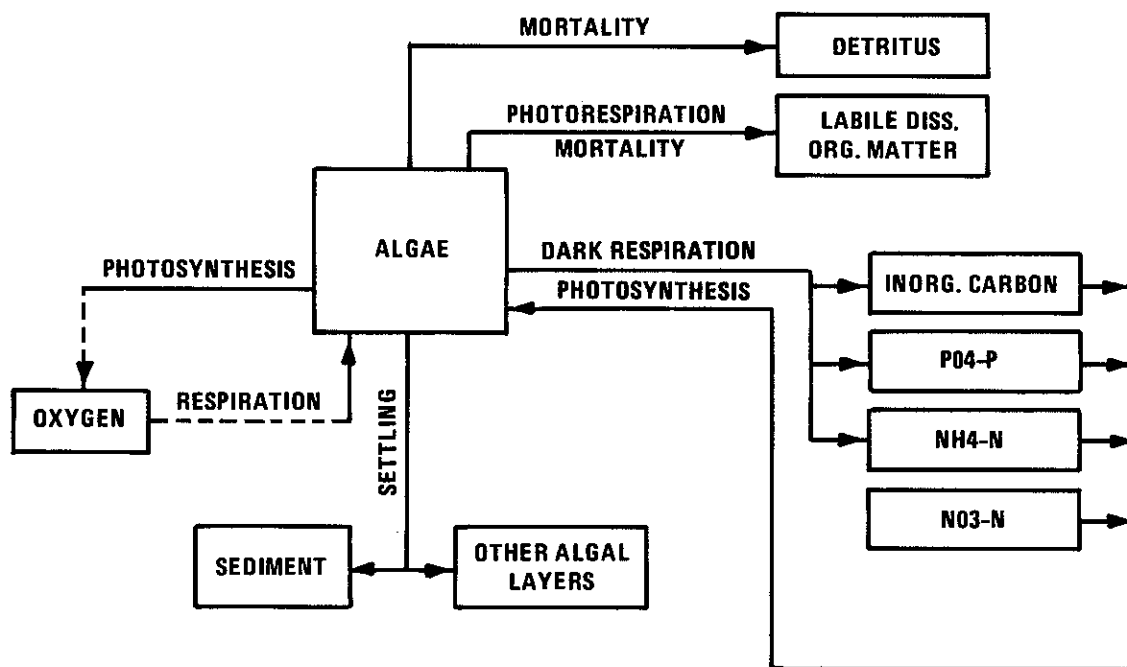 MORTALITY
DETRITUS
PHOTORESPIRATION
MORTALITY
LABILE DISS.
ORG. MATTER
ALGAE
PHOTOSYNTHESIS
DARK RESPIRATION
PHOTOSYNTHESIS
INORG. CARBON
P04-P
NH4-N
N03-N
OXYGEN
RESPIRATION
SETTLING
SEDIMENT
OTHER ALGAL
LAYERS